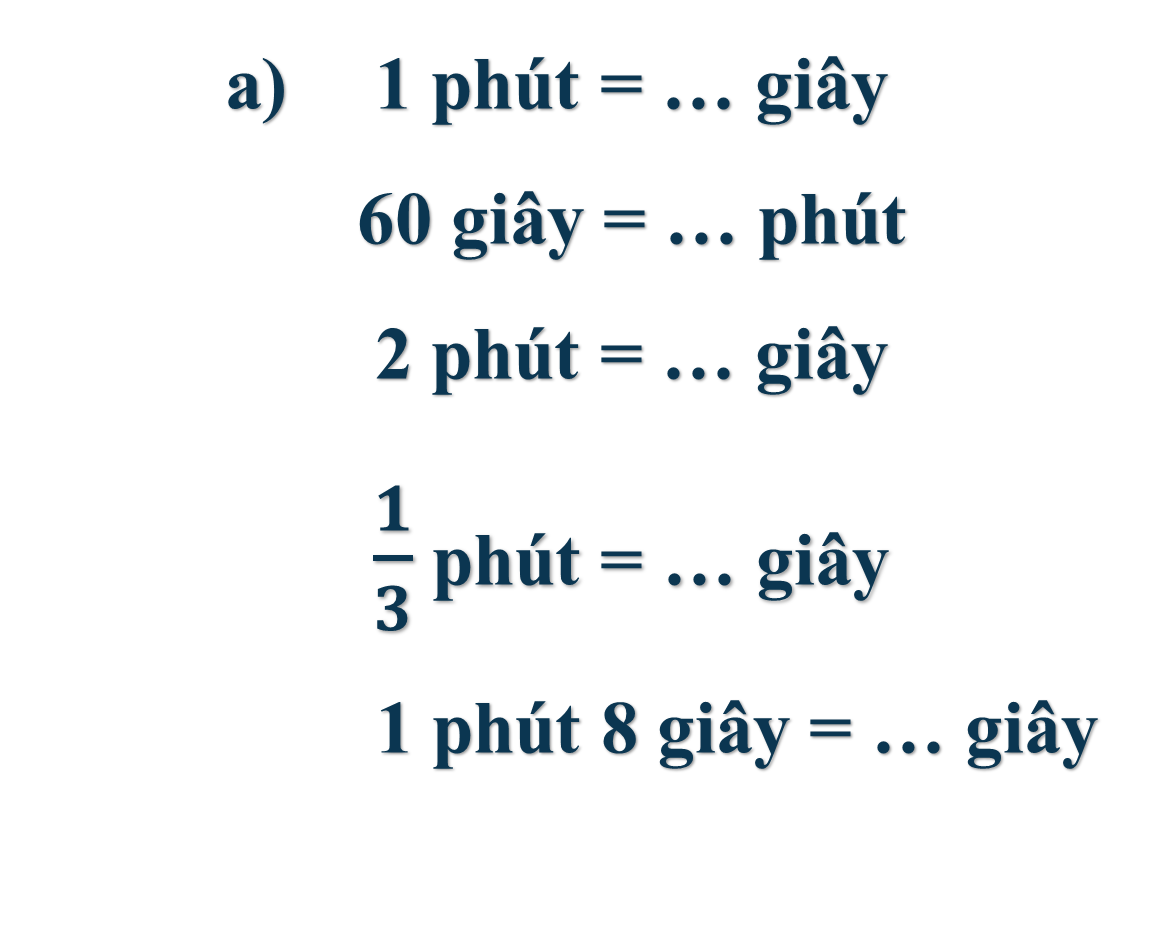 a) 1 phút = … giây
60 giây = … phút
2 phút = … giây
1/3 phút = … giây
1 phút 8 giây = … giây